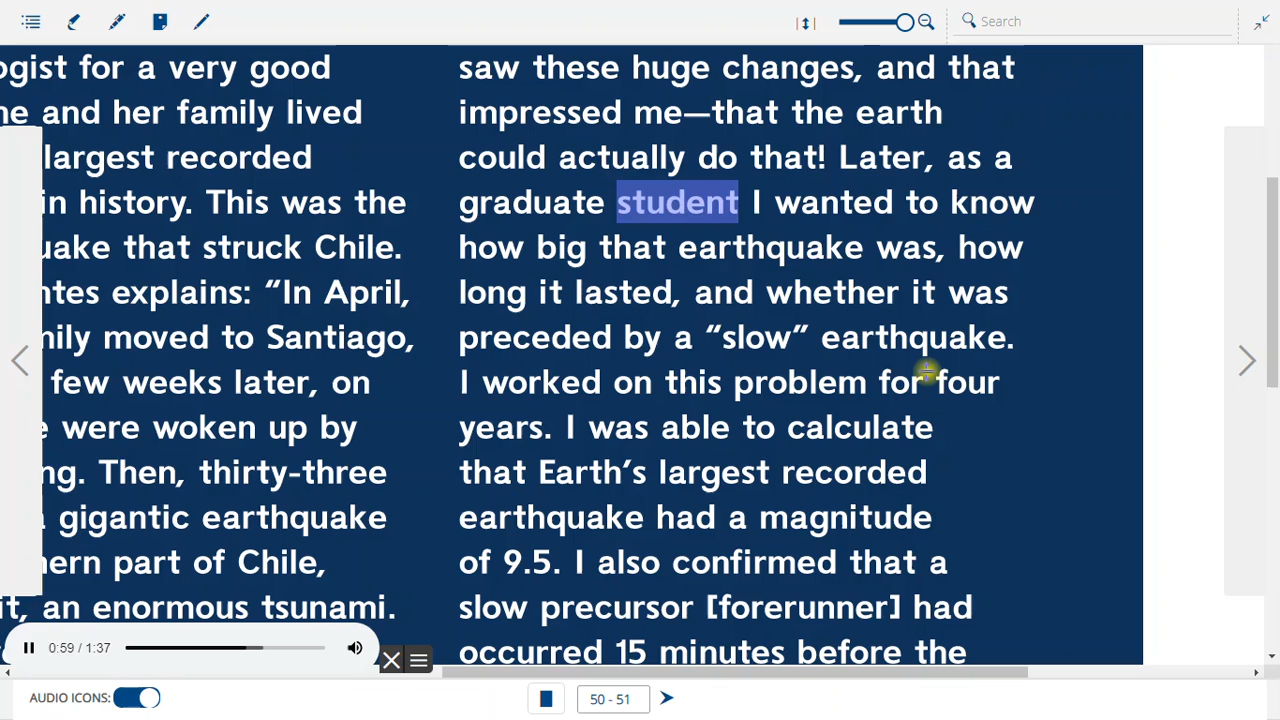 Search
ogist for a very good
me and her family lived
largest recorded
in history. This was the
uake that struck Chile.
ntes explains: “In April,
mily moved to Santiago,
few weeks later, on
e were woken up by
ng. Then, thirty-three
gigantic earthquake
hern part of Chile,
it, an enormous tsunami.
saw these huge changes, and that
impressed me—that the earth
could actually do that! Later, as a
graduate student I wanted to know
how big that earthquake was, how
long it lasted, and whether it was
preceded by a “slow” earthquake.
I worked on this problem for four
years. I was able to calculate
that Earth’s largest recorded
earthquake had a magnitude
of 9.5. I also confirmed that a
slow precursor [forerunner] had
occurred 15 minutes before the
0:59 / 1:37
AUDIO ICONS:
50 - 51